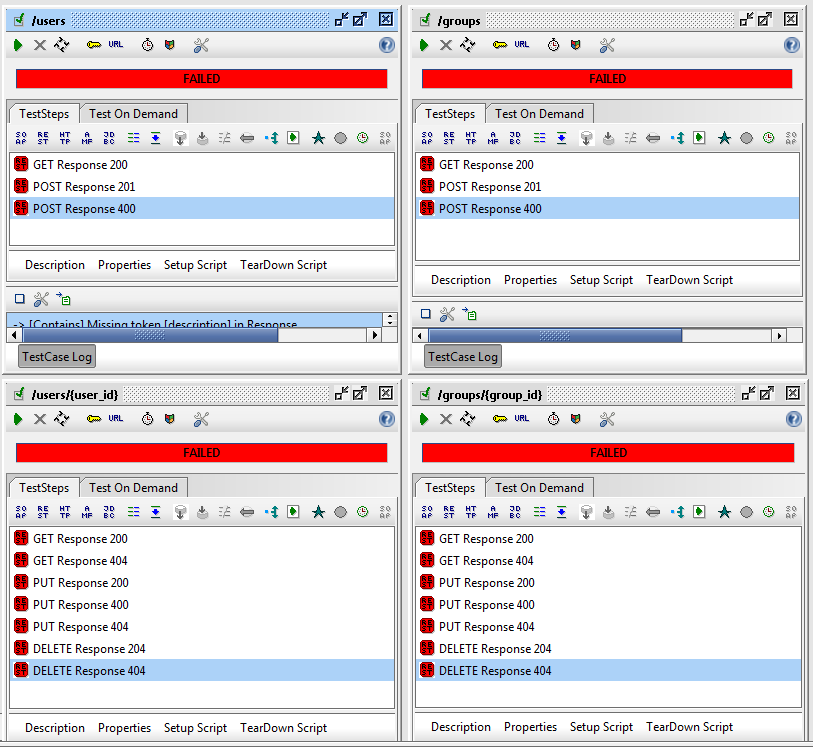 /users
URL
FAILED
TestSteps Test On Demand
SO AP RE ST HT TP A MF JD BC SO AP
GET Response 200
POST Response 201
POST Response 400
Description Properties Setup Script TearDown Script
-> [Contains] Missing token [description] in Response
TestCase Log
/groups
URL
FAILED
TestSteps Test On Demand
SO AP RE ST HT TP A MF JD BC SO AP
GET Response 200
POST Response 201
POST Response 400
Description Properties Setup Script TearDown Script
TestCase Log
/users/{user_id}
URL
FAILED
TestSteps Test On Demand
SO AP RE ST HT TP A MF JD BC SO AP
GET Response 200
GET Response 404
PUT Response 200
PUT Response 400
PUT Response 404
DELETE Response 204
DELETE Response 404
Description Properties Setup Script TearDown Script
/groups/{group_id}
URL
FAILED
TestSteps Test On Demand
SO AP RE ST HT TP A MF JD BC SO AP
GET Response 200
GET Response 404
PUT Response 200
PUT Response 400
PUT Response 404
DELETE Response 204
DELETE Response 404
Description Properties Setup Script TearDown Script